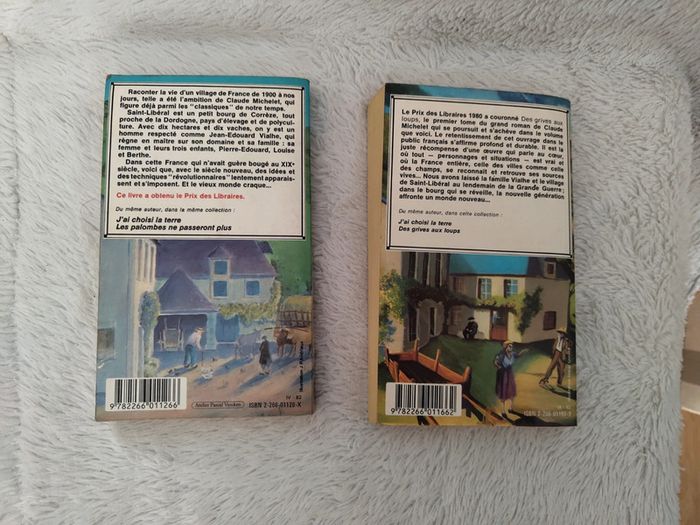 Raconter la vie d'un village de France de 1900 à nos
jours, telle a été l'ambition de Claude Michelet, qui
figure déjà parmi les "classiques" de notre temps.
Saint-Libéral est un petit bourg de Corrèze, tout
proche de la Dordogne, pays d'élevage et de polycul-
ture. Avec dix hectares et dix vaches, on y est un
homme respecté comme Jean-Edouard Vialhe, qui
règne en maître sur son domaine et sa famille : sa
femme et leurs trois enfants, Pierre-Edouard, Louise
et Berthe.
Dans cette France qui n'avait guère bougé au XIXe
siècle, voici que, avec le siècle nouveau, des idées et
des techniques "révolutionnaires" lentement apparais-
sent et s'imposent. Et le vieux monde craque...
Ce livre a obtenu le Prix des Libraires.
Du même auteur, dans la même collection :
J'ai choisi la terre
Les palombes ne passeront plus
IV - 82
9 782266 011266
Atelier Pascal Vercken
ISBN 2-266-01126-X
Le Prix des Libraires 1980 a couronné Des grives aux
loups, le premier tome du grand roman de Claude
Michelet qui se poursuit et s'achève dans le volume
que voici. Le retentissement de cet ouvrage dans le
public français s'affirme profond et durable. Il est la
juste récompense d'une œuvre qui parle au cœur,
où tout — personnages et situations — est vrai et
où la France entière, celle des villes comme celle
des champs, se reconnaît et retrouve ses sources
vives... Nous avons laissé la famille Vialhe et le village
de Saint-Libéral au lendemain de la Grande Guerre;
dans le bourg qui se réveille, la nouvelle génération
affronte un monde nouveau...
Du même auteur, dans cette collection :
J'ai choisi la terre
Des grives aux loups
9 782266 011662